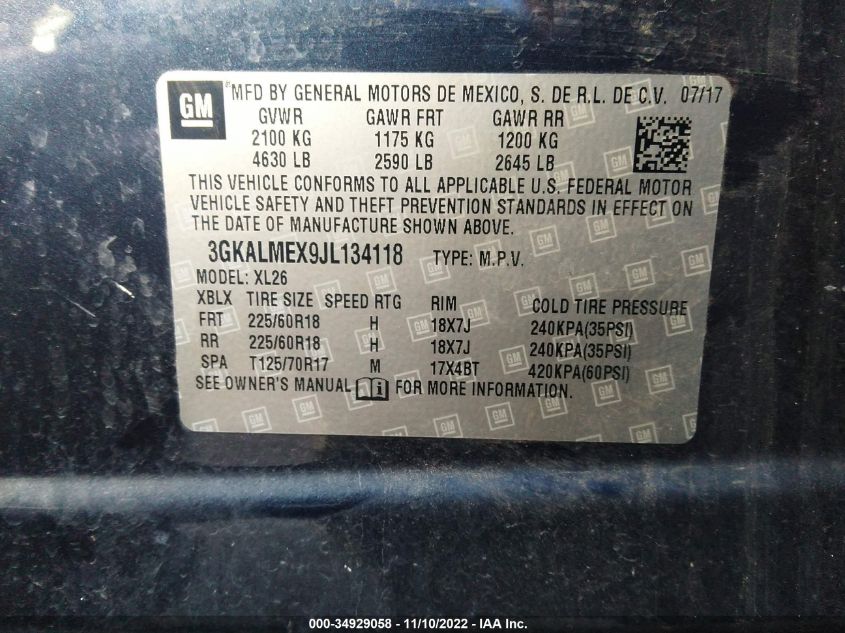 GM MFD BY GENERAL MOTORS DE MEXICO, S. DE R.L. DE C.V. 07/17
GVWR GAWR FRT GAWR RR
2100 KG 1175 KG 1200 KG
4630 LB 2590 LB 2645 LB
THIS VEHICLE CONFORMS TO ALL APPLICABLE U.S. FEDERAL MOTOR
VEHICLE SAFETY AND THEFT PREVENTION STANDARDS IN EFFECT ON
THE DATE OF MANUFACTURE SHOWN ABOVE.
3GKALMEX9JL134118 TYPE: M.P.V.
MODEL: XL26
XBLX TIRE SIZE SPEED RTG RIM COLD TIRE PRESSURE
FRT 225/60R18 H 18X7J 240KPA(35PSI)
RR 225/60R18 H 18X7J 240KPA(35PSI)
SPA T125/70R17 M 17X4BT 420KPA(60PSI)
SEE OWNER'S MANUAL FOR MORE INFORMATION.
000-34929058 - 11/10/2022 - IAA Inc.